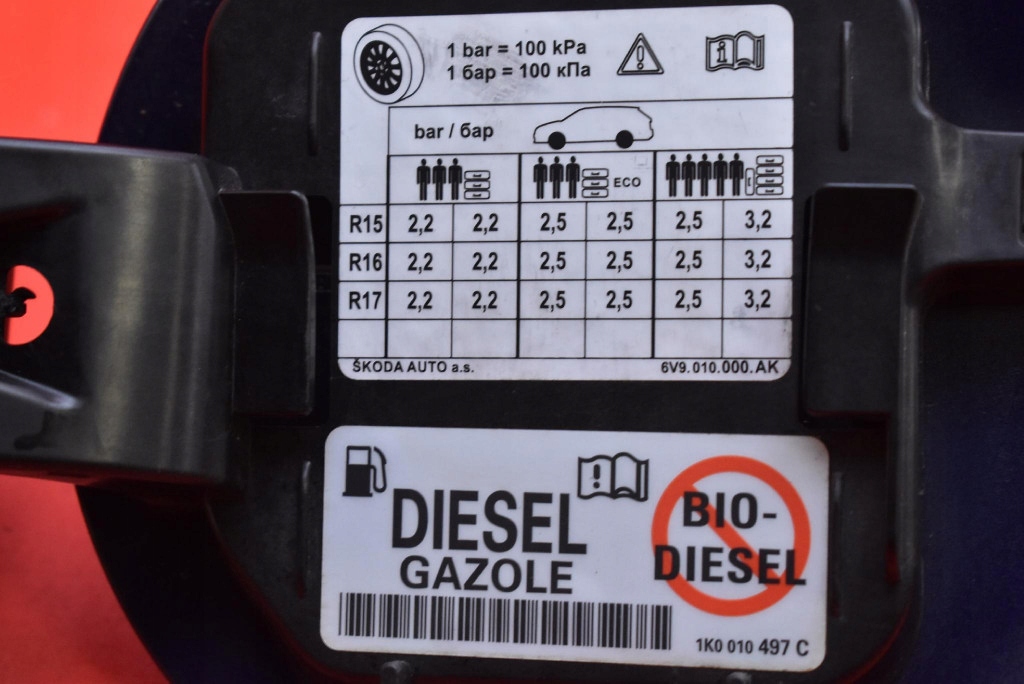 1 bar = 100 kPa
1 бар = 100 кПа
bar / бар
ECO
R15 2,2 2,2 2,5 2,5 2,5 3,2
R16 2,2 2,2 2,5 2,5 2,5 3,2
R17 2,2 2,2 2,5 2,5 2,5 3,2
ŠKODA AUTO a.s. 6V9.010.000.AK
DIESEL
GAZOLE
BIO-
DIESEL
1K0 010 497 C